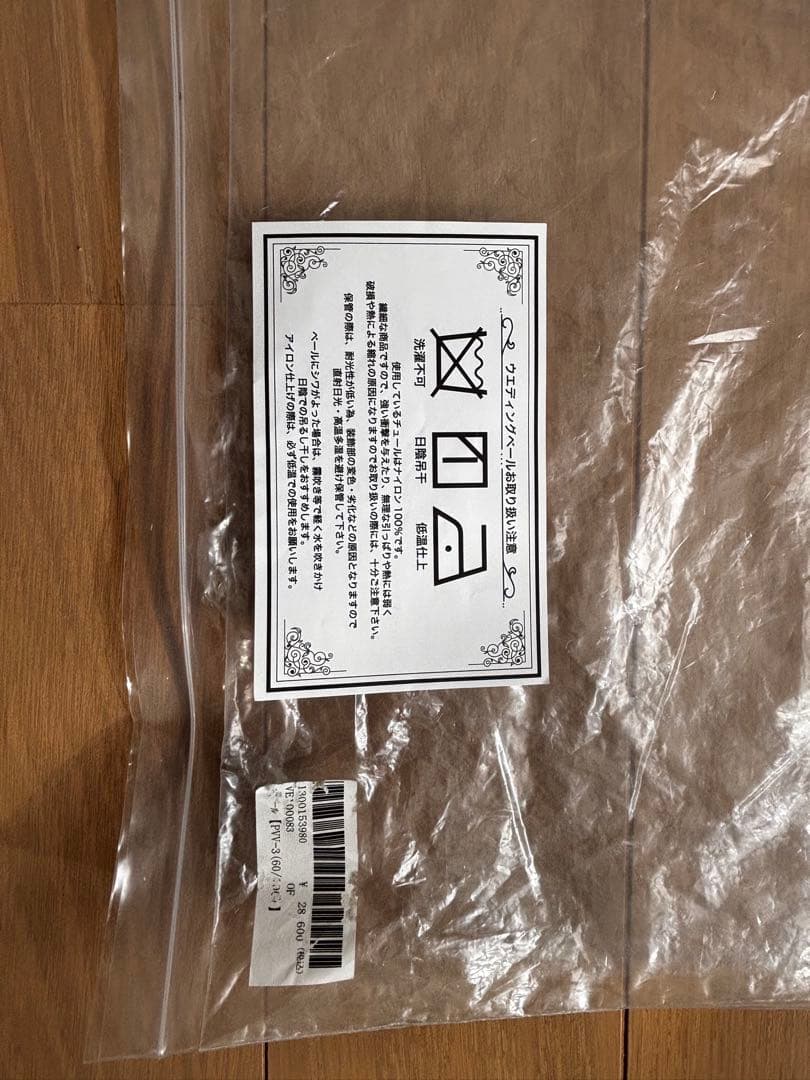 ウエディングベールお取り扱い注意
洗濯不可 日陰吊干 低温仕上
使用しているチュールはナイロン 100%です。
繊細な商品ですので、強い衝撃を与えたり、無理な引っぱりや熱には弱く
破損や熱による縮れの原因になりますのでお取り扱いの際には、十分ご注意下さい。
保管の際は、耐光性が低い為、装飾部の変色・劣化などの原因となりますので
直射日光・高温多湿を避け保管して下さい。
ベールにシワがよった場合は、霧吹き等で軽く水を吹きかけ
日陰での吊るし干しをおすすめします。
アイロン仕上げの際は、必ず低温での使用をお願いします。
1300153980 ¥ 28 600 (税込)
VE 00083 OF
ール【PVV-3(60/